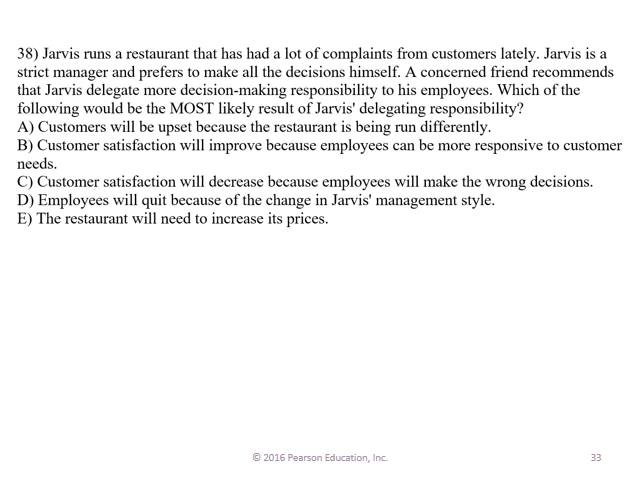 38) Jarvis runs a restaurant that has had a lot of complaints from customers lately. Jarvis is a
strict manager and prefers to make all the decisions himself. A concerned friend recommends
that Jarvis delegate more decision-making responsibility to his employees. Which of the
following would be the MOST likely result of Jarvis' delegating responsibility?
A) Customers will be upset because the restaurant is being run differently.
B) Customer satisfaction will improve because employees can be more responsive to customer
needs.
C) Customer satisfaction will decrease because employees will make the wrong decisions.
D) Employees will quit because of the change in Jarvis' management style.
E) The restaurant will need to increase its prices.
© 2016 Pearson Education, Inc.
33